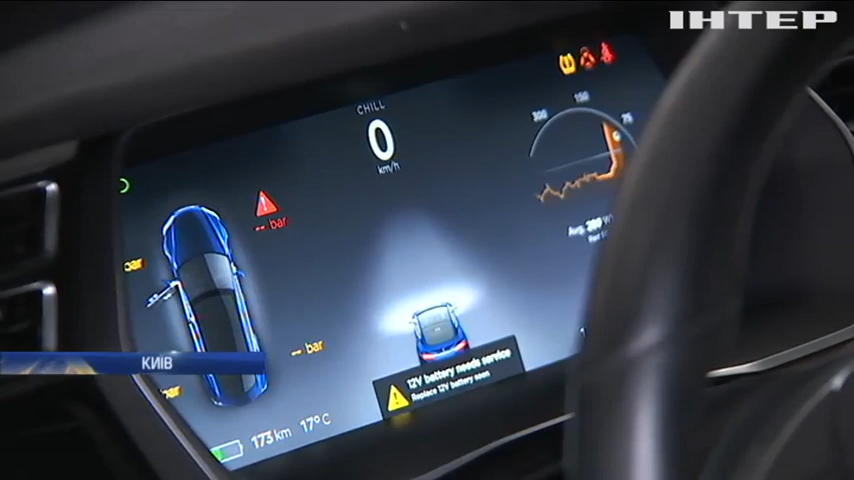 ІНТЕР
CHILL
0
km/h
300
150
75
-- bar
bar
-- bar
bar
Avg.
КИЇВ
12V battery needs service
Replace 12V battery soon
173 km 17°C